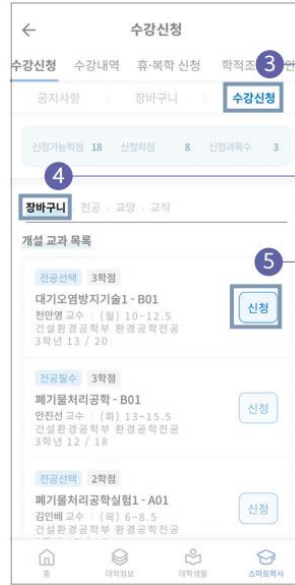 수강신청
수강신청 수강내역 휴·복학 신청 학적조
3
공지사항 장바구니 수강신청
신청가능학점 18 신청학점 8 신청과목수 3
4
장바구니 · 전공 · 교양 · 교직
개설 교과 목록
5
전공선택 3학점
대기오염방지기술1 - B01
천만영 교수 | (월) 10-12.5
건설환경공학부 환경공학전공
3학년 13 / 20
신청
전공필수 3학점
폐기물처리공학 - B01
안진선 교수 | (화) 13-15.5
건설환경공학부 환경공학전공
3학년 12 / 18
신청
전공선택 2학점
폐기물처리공학실험1 - A01
김민배 교수 | (목) 6-8.5
건설환경공학부 환경공학전공
신청
홈 대학정보 대학생활 스마트학사